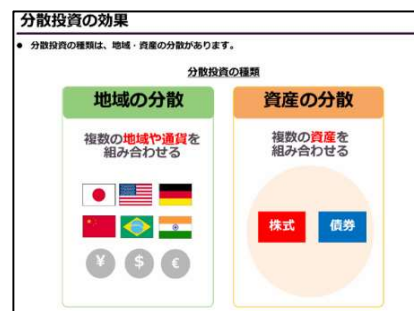 分散投資の効果
● 分散投資の種類は、地域・資産の分散があります。
分散投資の種類
地域の分散
複数の地域や通貨を
組み合わせる
¥ $ €
資産の分散
複数の資産を
組み合わせる
株式 債券